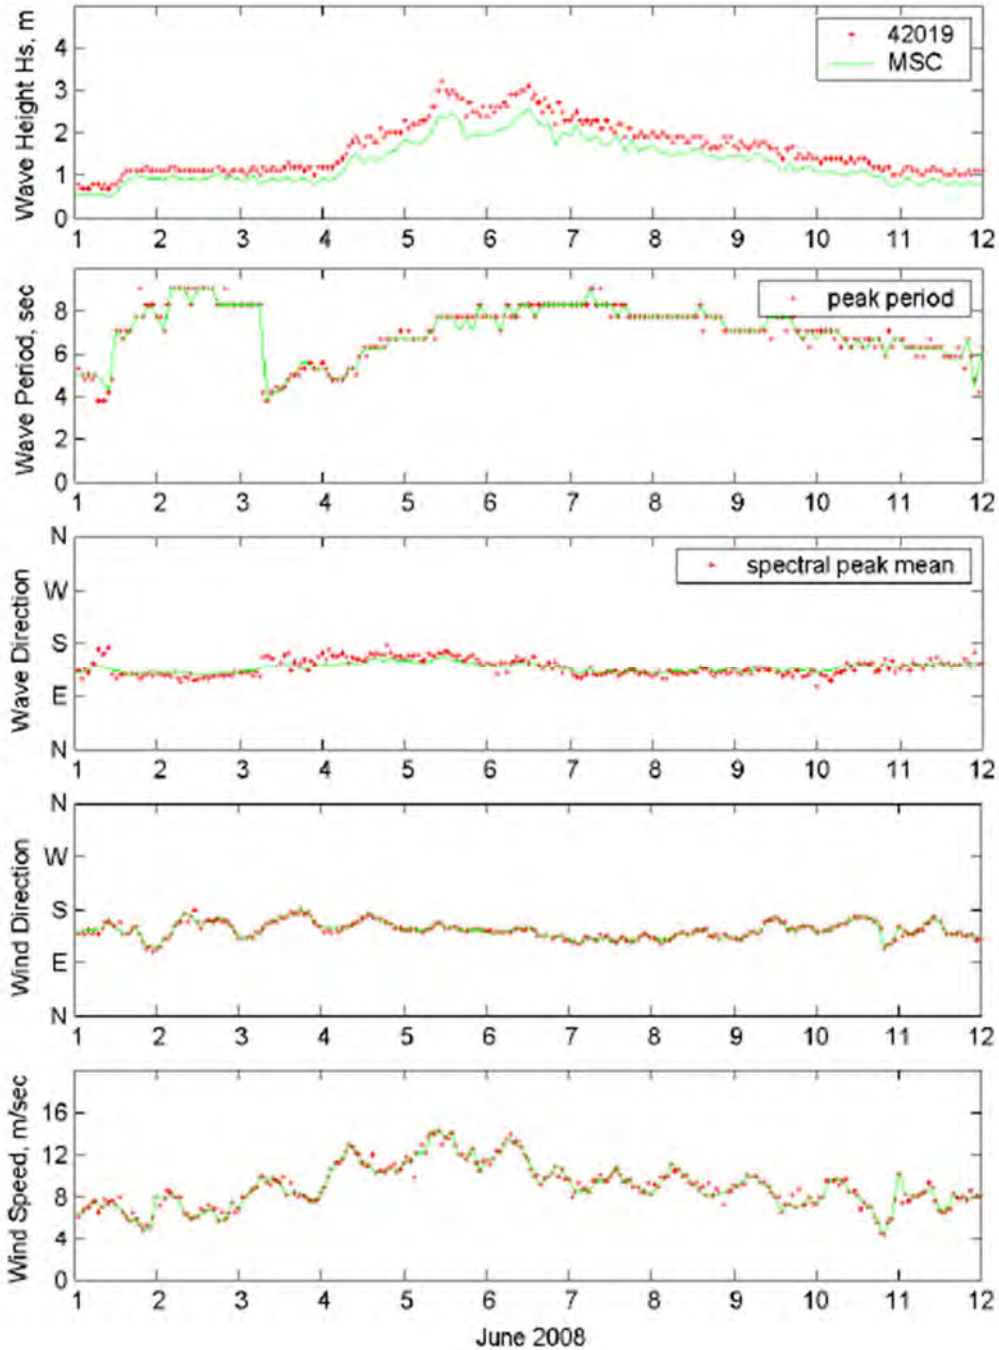 Wave Height Hs, m
4
3
2
1
0
42019
MSC
1 2 3 4 5 6 7 8 9 10 11 12
Wave Period, sec
8
6
4
2
0
peak period
1 2 3 4 5 6 7 8 9 10 11 12
Wave Direction
N
W
S
E
N
spectral peak mean
1 2 3 4 5 6 7 8 9 10 11 12
Wind Direction
N
W
S
E
N
1 2 3 4 5 6 7 8 9 10 11 12
Wind Speed, m/sec
16
12
8
4
0
1 2 3 4 5 6 7 8 9 10 11 12
June 2008